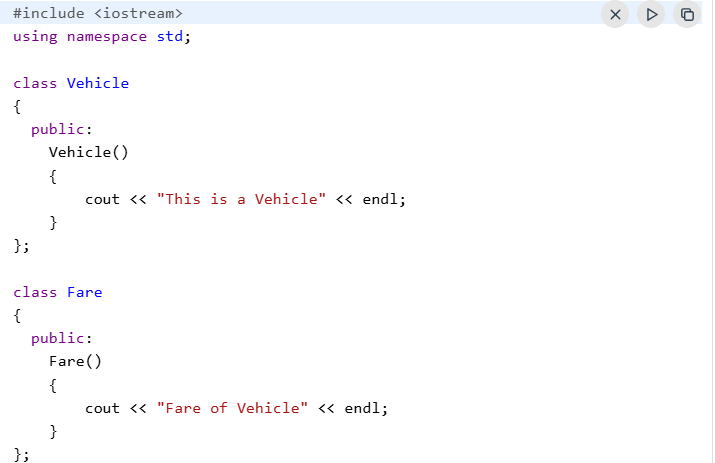 #include <iostream>
using namespace std;

class Vehicle
{
  public:
    Vehicle()
    {
        cout << "This is a Vehicle" << endl;
    }
};

class Fare
{
  public:
    Fare()
    {
        cout << "Fare of Vehicle" << endl;
    }
};